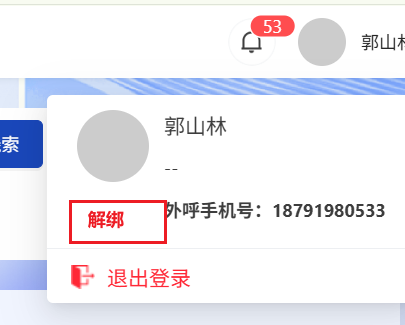 53
郭山林
索
郭山林
--
外呼手机号：18791980533
解绑
退出登录